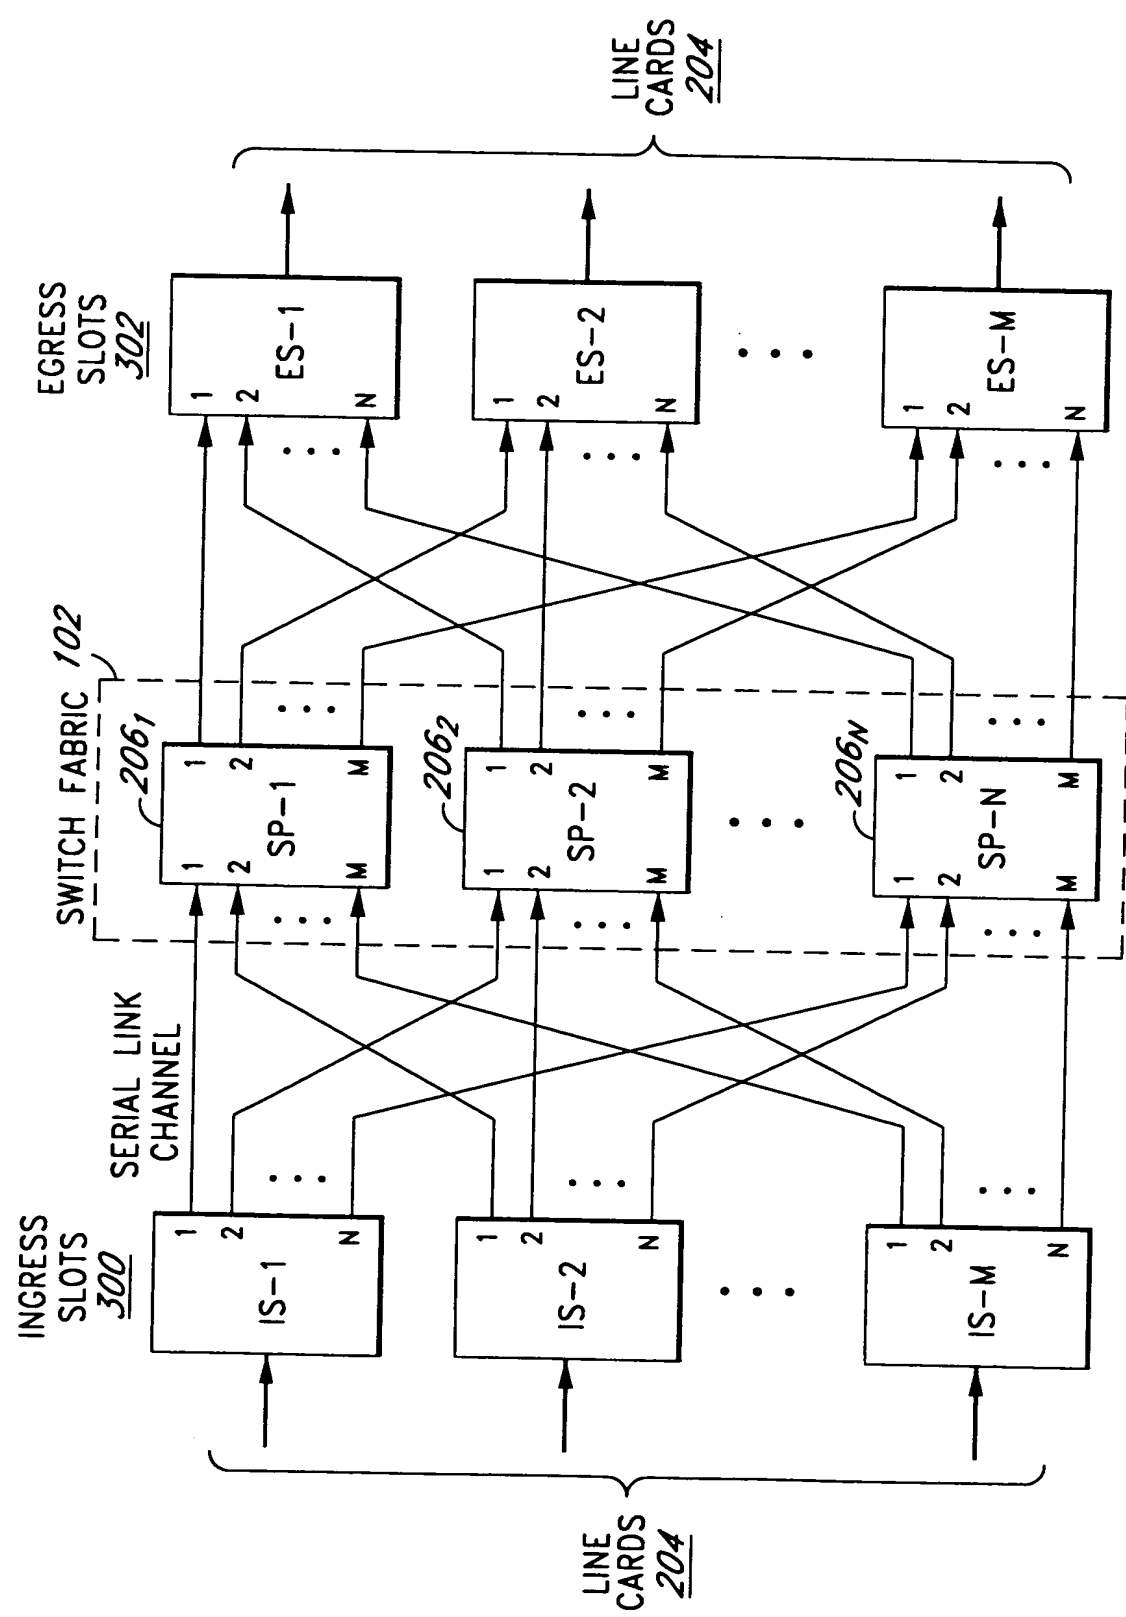 INGRESS
SLOTS
300
SERIAL LINK
CHANNEL
SWITCH FABRIC 102
EGRESS
SLOTS
302
LINE
CARDS
204
IS-1
1
2
N
206₁
1
2
M
SP-1
1
2
M
1
2
N
ES-1
IS-2
1
2
N
206₂
1
2
M
SP-2
1
2
M
1
2
N
ES-2
IS-M
1
2
N
206N
1
2
M
SP-N
1
2
M
1
2
N
ES-M
LINE
CARDS
204